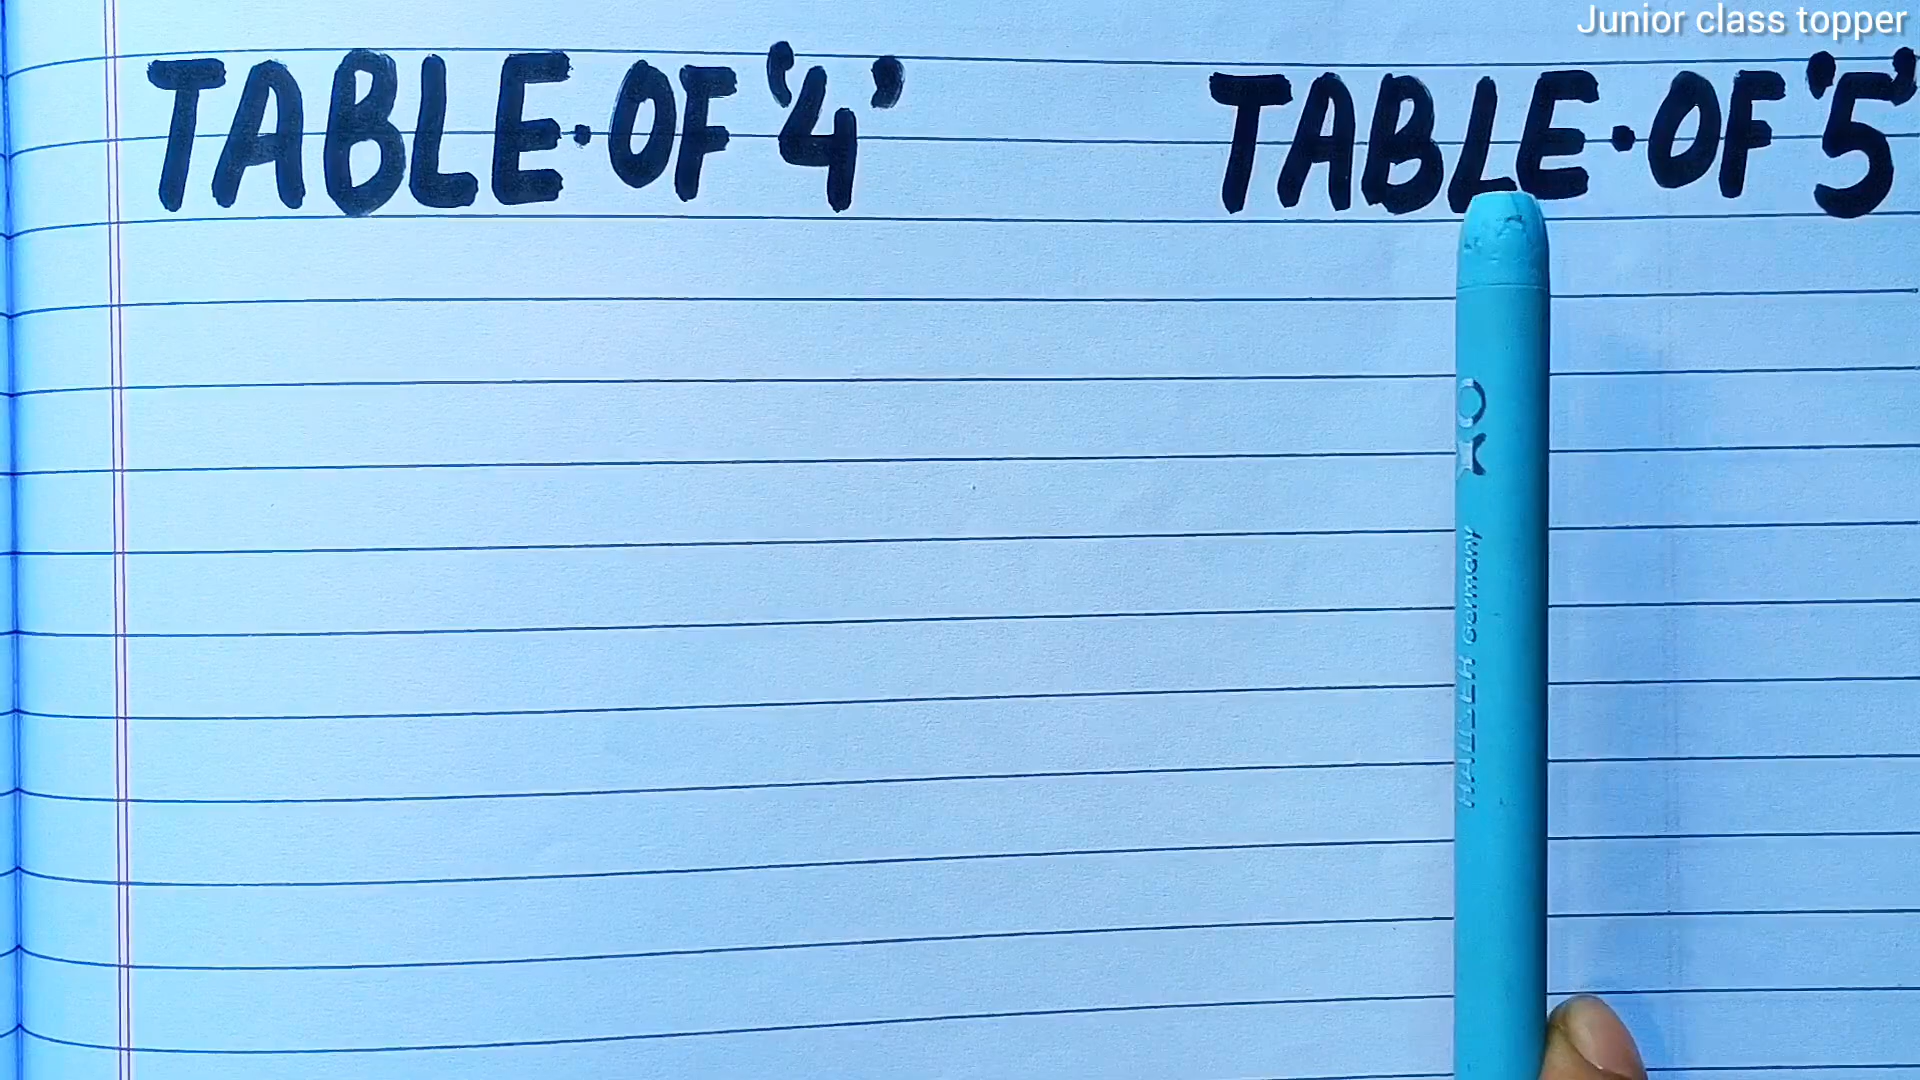 Junior class topper
TABLE·OF '4'
TABLE·OF '5'
HAUSER Germany